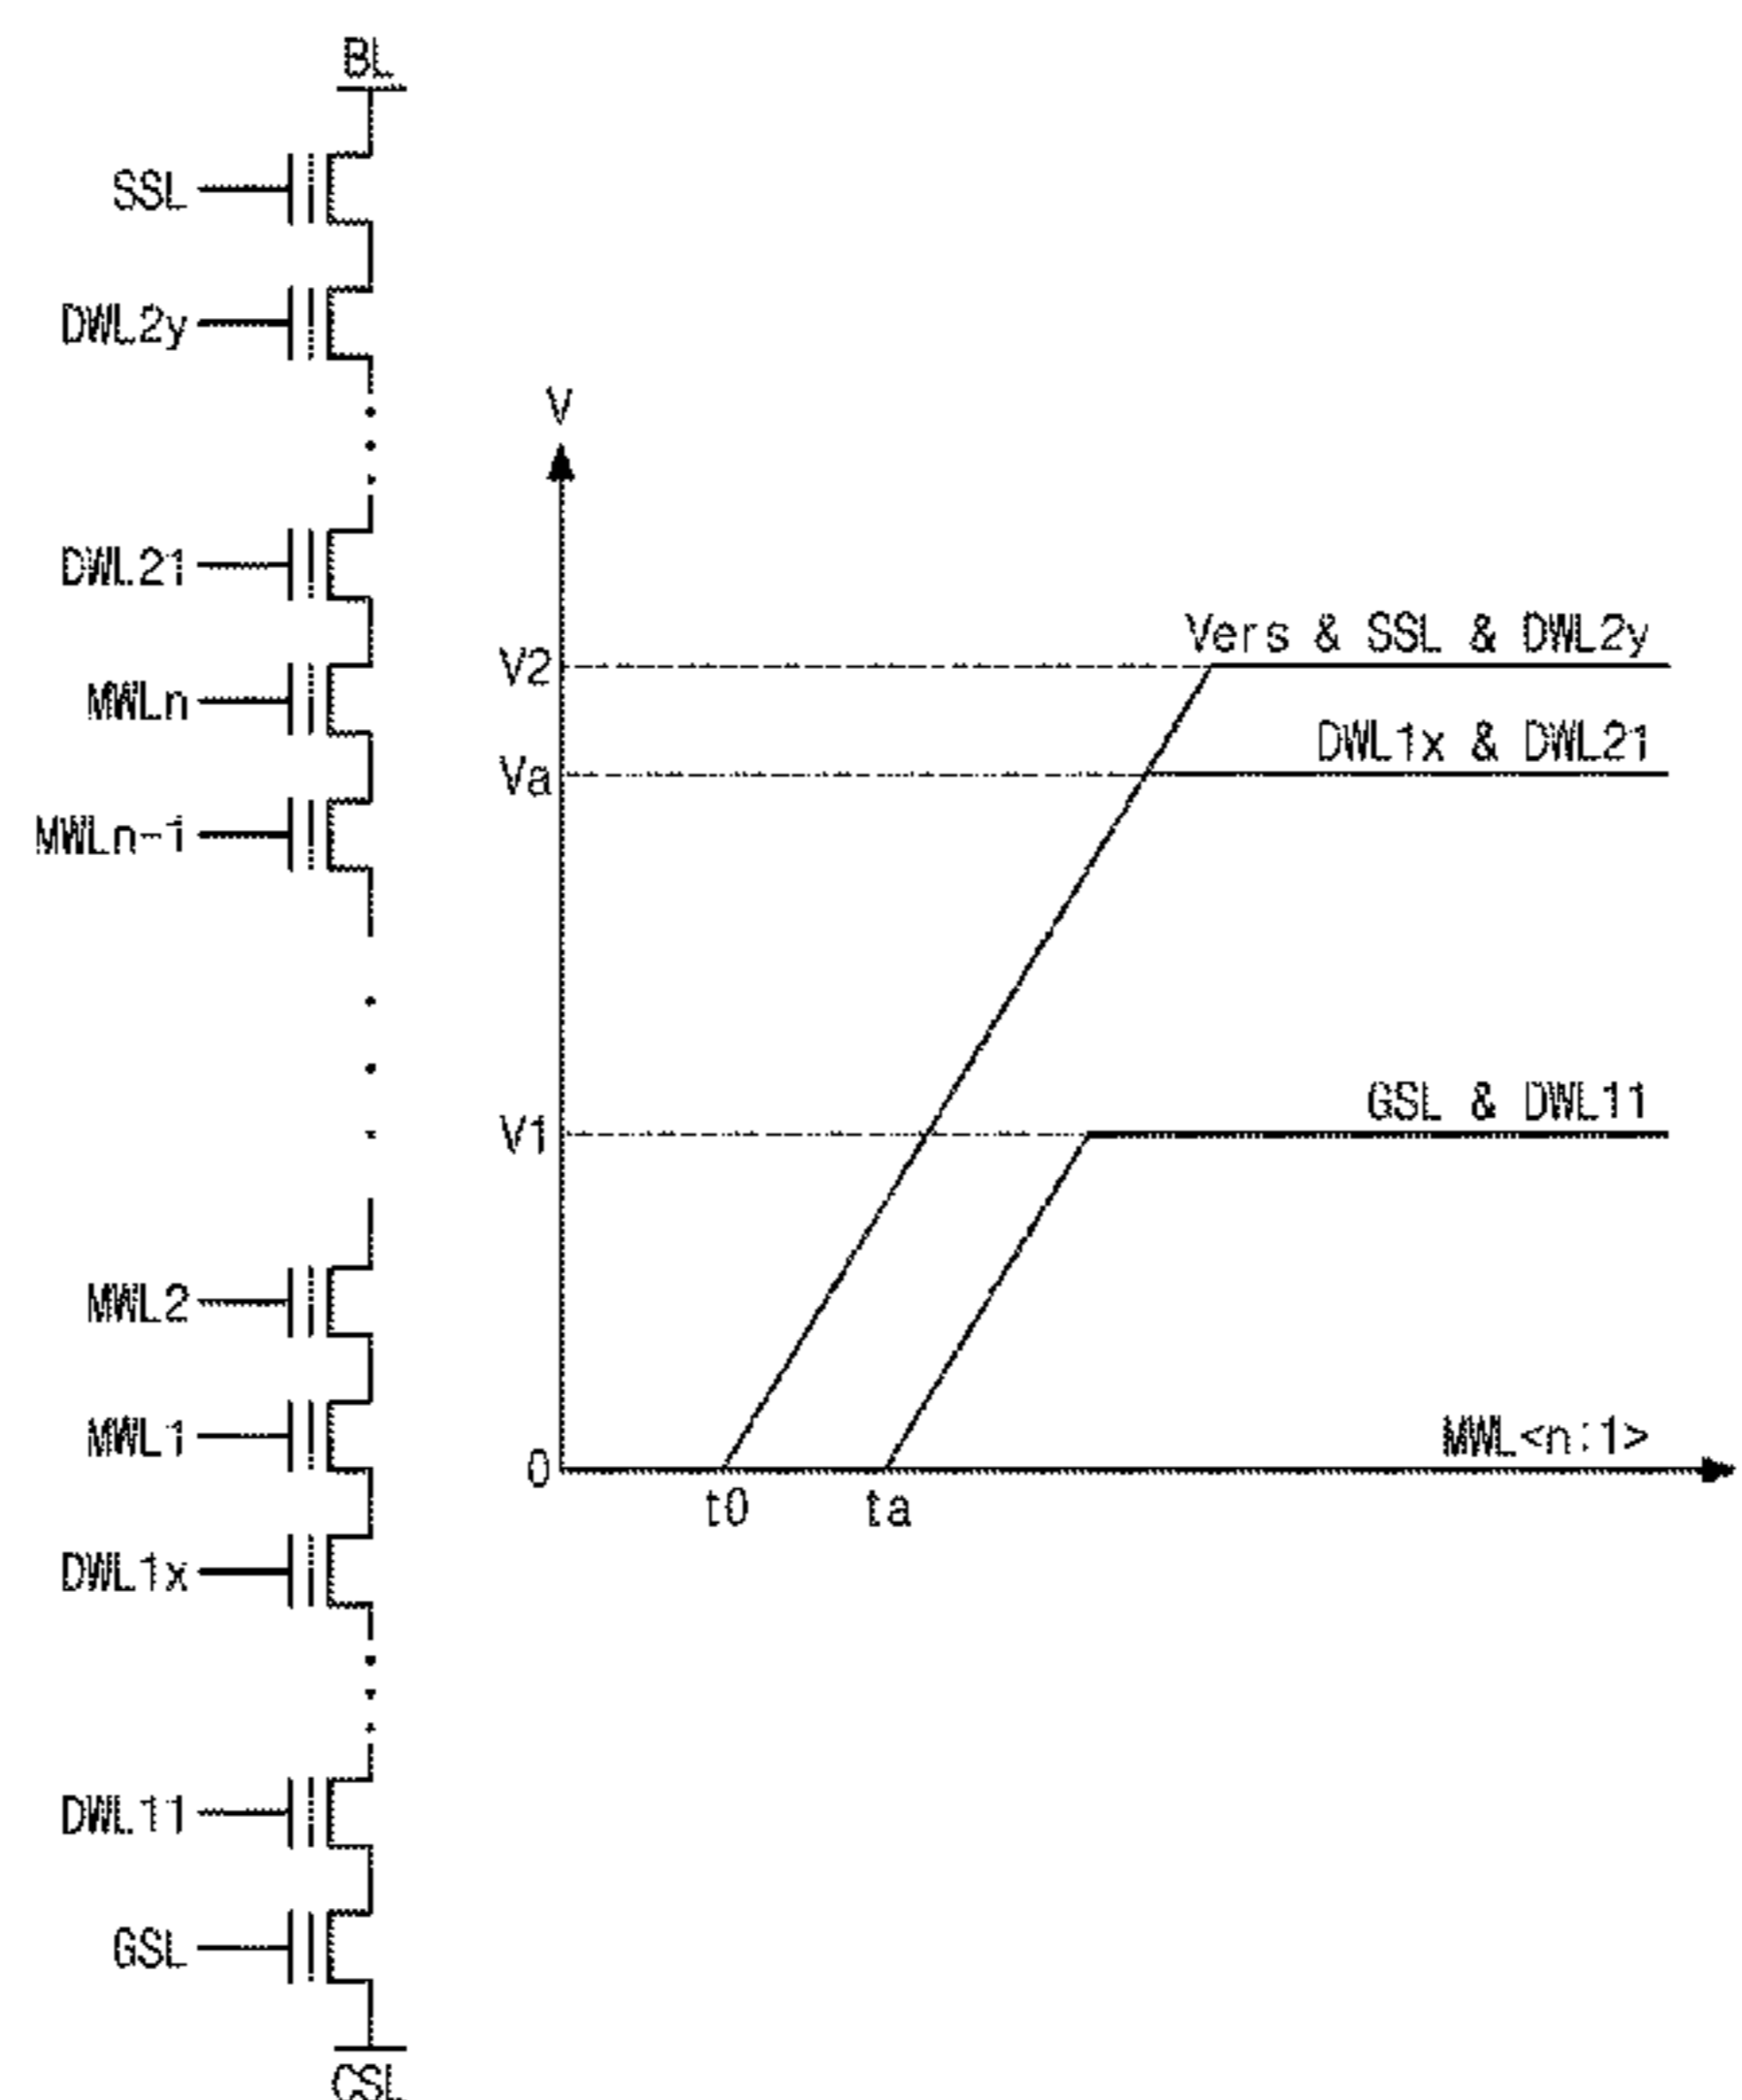 BL
SSL
DWL2y
DWL21
MWLn
MWLn-1
MWL2
MWL1
DWL1x
DWL11
GSL
CSL
V
V2
Vers & SSL & DWL2y
Va
DWL1x & DWL21
V1
GSL & DWL11
MWL<n:1>
0
t0
ta